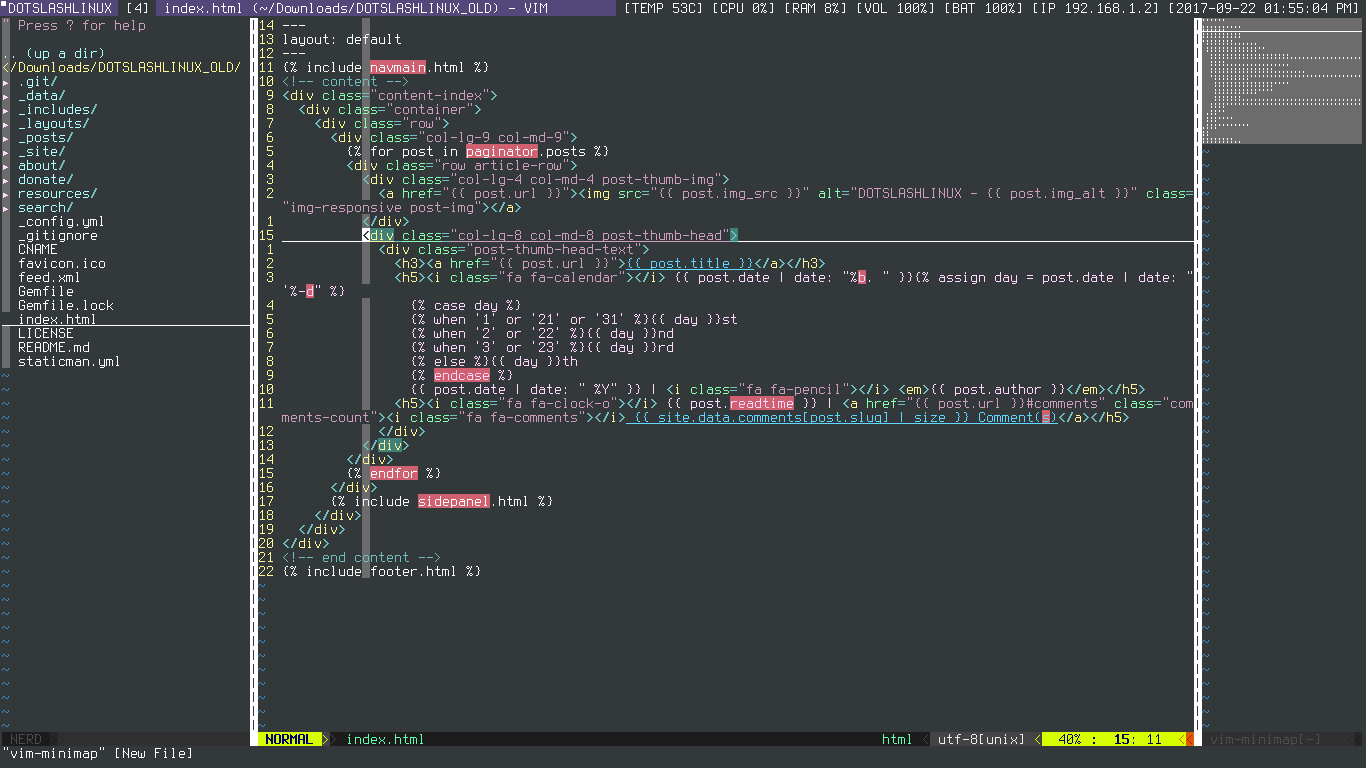 DOTSLASHLINUX [4] index.html (~/Downloads/DOTSLASHLINUX_OLD) - VIM [TEMP 53C] [CPU 0%] [RAM 8%] [VOL 100%] [BAT 100%] [IP 192.168.1.2] [2017-09-22 01:55:04 PM]
" Press ? for help
.. (up a dir)
</Downloads/DOTSLASHLINUX_OLD/
▸ .git/
▸ _data/
▸ _includes/
▸ _layouts/
▸ _posts/
▸ _site/
▸ about/
▸ donate/
▸ resources/
▸ search/
_config.yml
_gitignore
CNAME
favicon.ico
feed.xml
Gemfile
Gemfile.lock
index.html
LICENSE
README.md
staticman.yml
14 ---
13 layout: default
12 ---
11 {% include navmain.html %}
10 <!-- content -->
9 <div class="content-index">
8 <div class="container">
7 <div class="row">
6 <div class="col-lg-9 col-md-9">
5 {% for post in paginator.posts %}
4 <div class="row article-row">
3 <div class="col-lg-4 col-md-4 post-thumb-img">
2 <a href="{{ post.url }}"><img src="{{ post.img_src }}" alt="DOTSLASHLINUX - {{ post.img_alt }}" class=
"img-responsive post-img"></a>
1 </div>
15 <div class="col-lg-8 col-md-8 post-thumb-head">
1 <div class="post-thumb-head-text">
2 <h3><a href="{{ post.url }}">{{ post.title }}</a></h3>
3 <h5><i class="fa fa-calendar"></i> {{ post.date | date: "%b. " }}{% assign day = post.date | date: "
'%-d" %}
4 {% case day %}
5 {% when '1' or '21' or '31' %}{{ day }}st
6 {% when '2' or '22' %}{{ day }}nd
7 {% when '3' or '23' %}{{ day }}rd
8 {% else %}{{ day }}th
9 {% endcase %}
10 {{ post.date | date: " %Y" }} | <i class="fa fa-pencil"></i> <em>{{ post.author }}</em></h5>
11 <h5><i class="fa fa-clock-o"></i> {{ post.readtime }} | <a href="{{ post.url }}#comments" class="com
ments-count"><i class="fa fa-comments"></i> {{ site.data.comments[post.slug] | size }} Comment(s)</a></h5>
12 </div>
13 </div>
14 </div>
15 {% endfor %}
16 </div>
17 {% include sidepanel.html %}
18 </div>
19 </div>
20 </div>
21 <!-- end content -->
22 {% include footer.html %}
NERD NORMAL index.html html utf-8[unix] 40% : 15: 11 vim-minimap[-]
"vim-minimap" [New File]